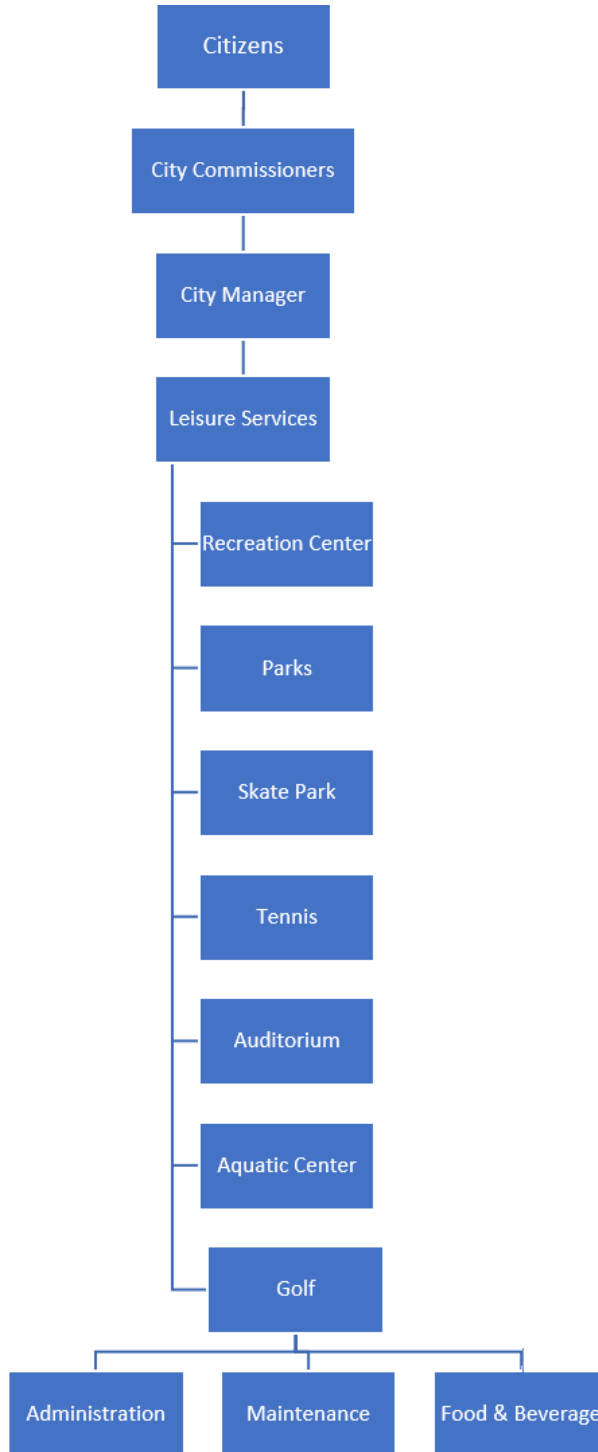 Citizens
City Commissioners
City Manager
Leisure Services
Recreation Center
Parks
Skate Park
Tennis
Auditorium
Aquatic Center
Golf
Administration
Maintenance
Food & Beverage